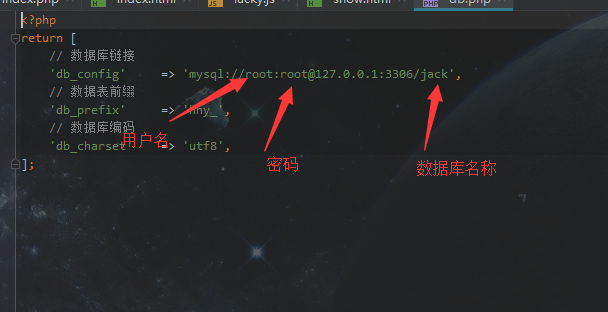 index.php index.html lucky.js show.html db.php
<?php
return [
// 数据库链接
'db_config' => 'mysql://root:root@127.0.0.1:3306/jack',
// 数据表前缀
'db_prefix' => 'hny_',
// 数据库编码
'db_charset' => 'utf8',
];
用户名
密码
数据库名称